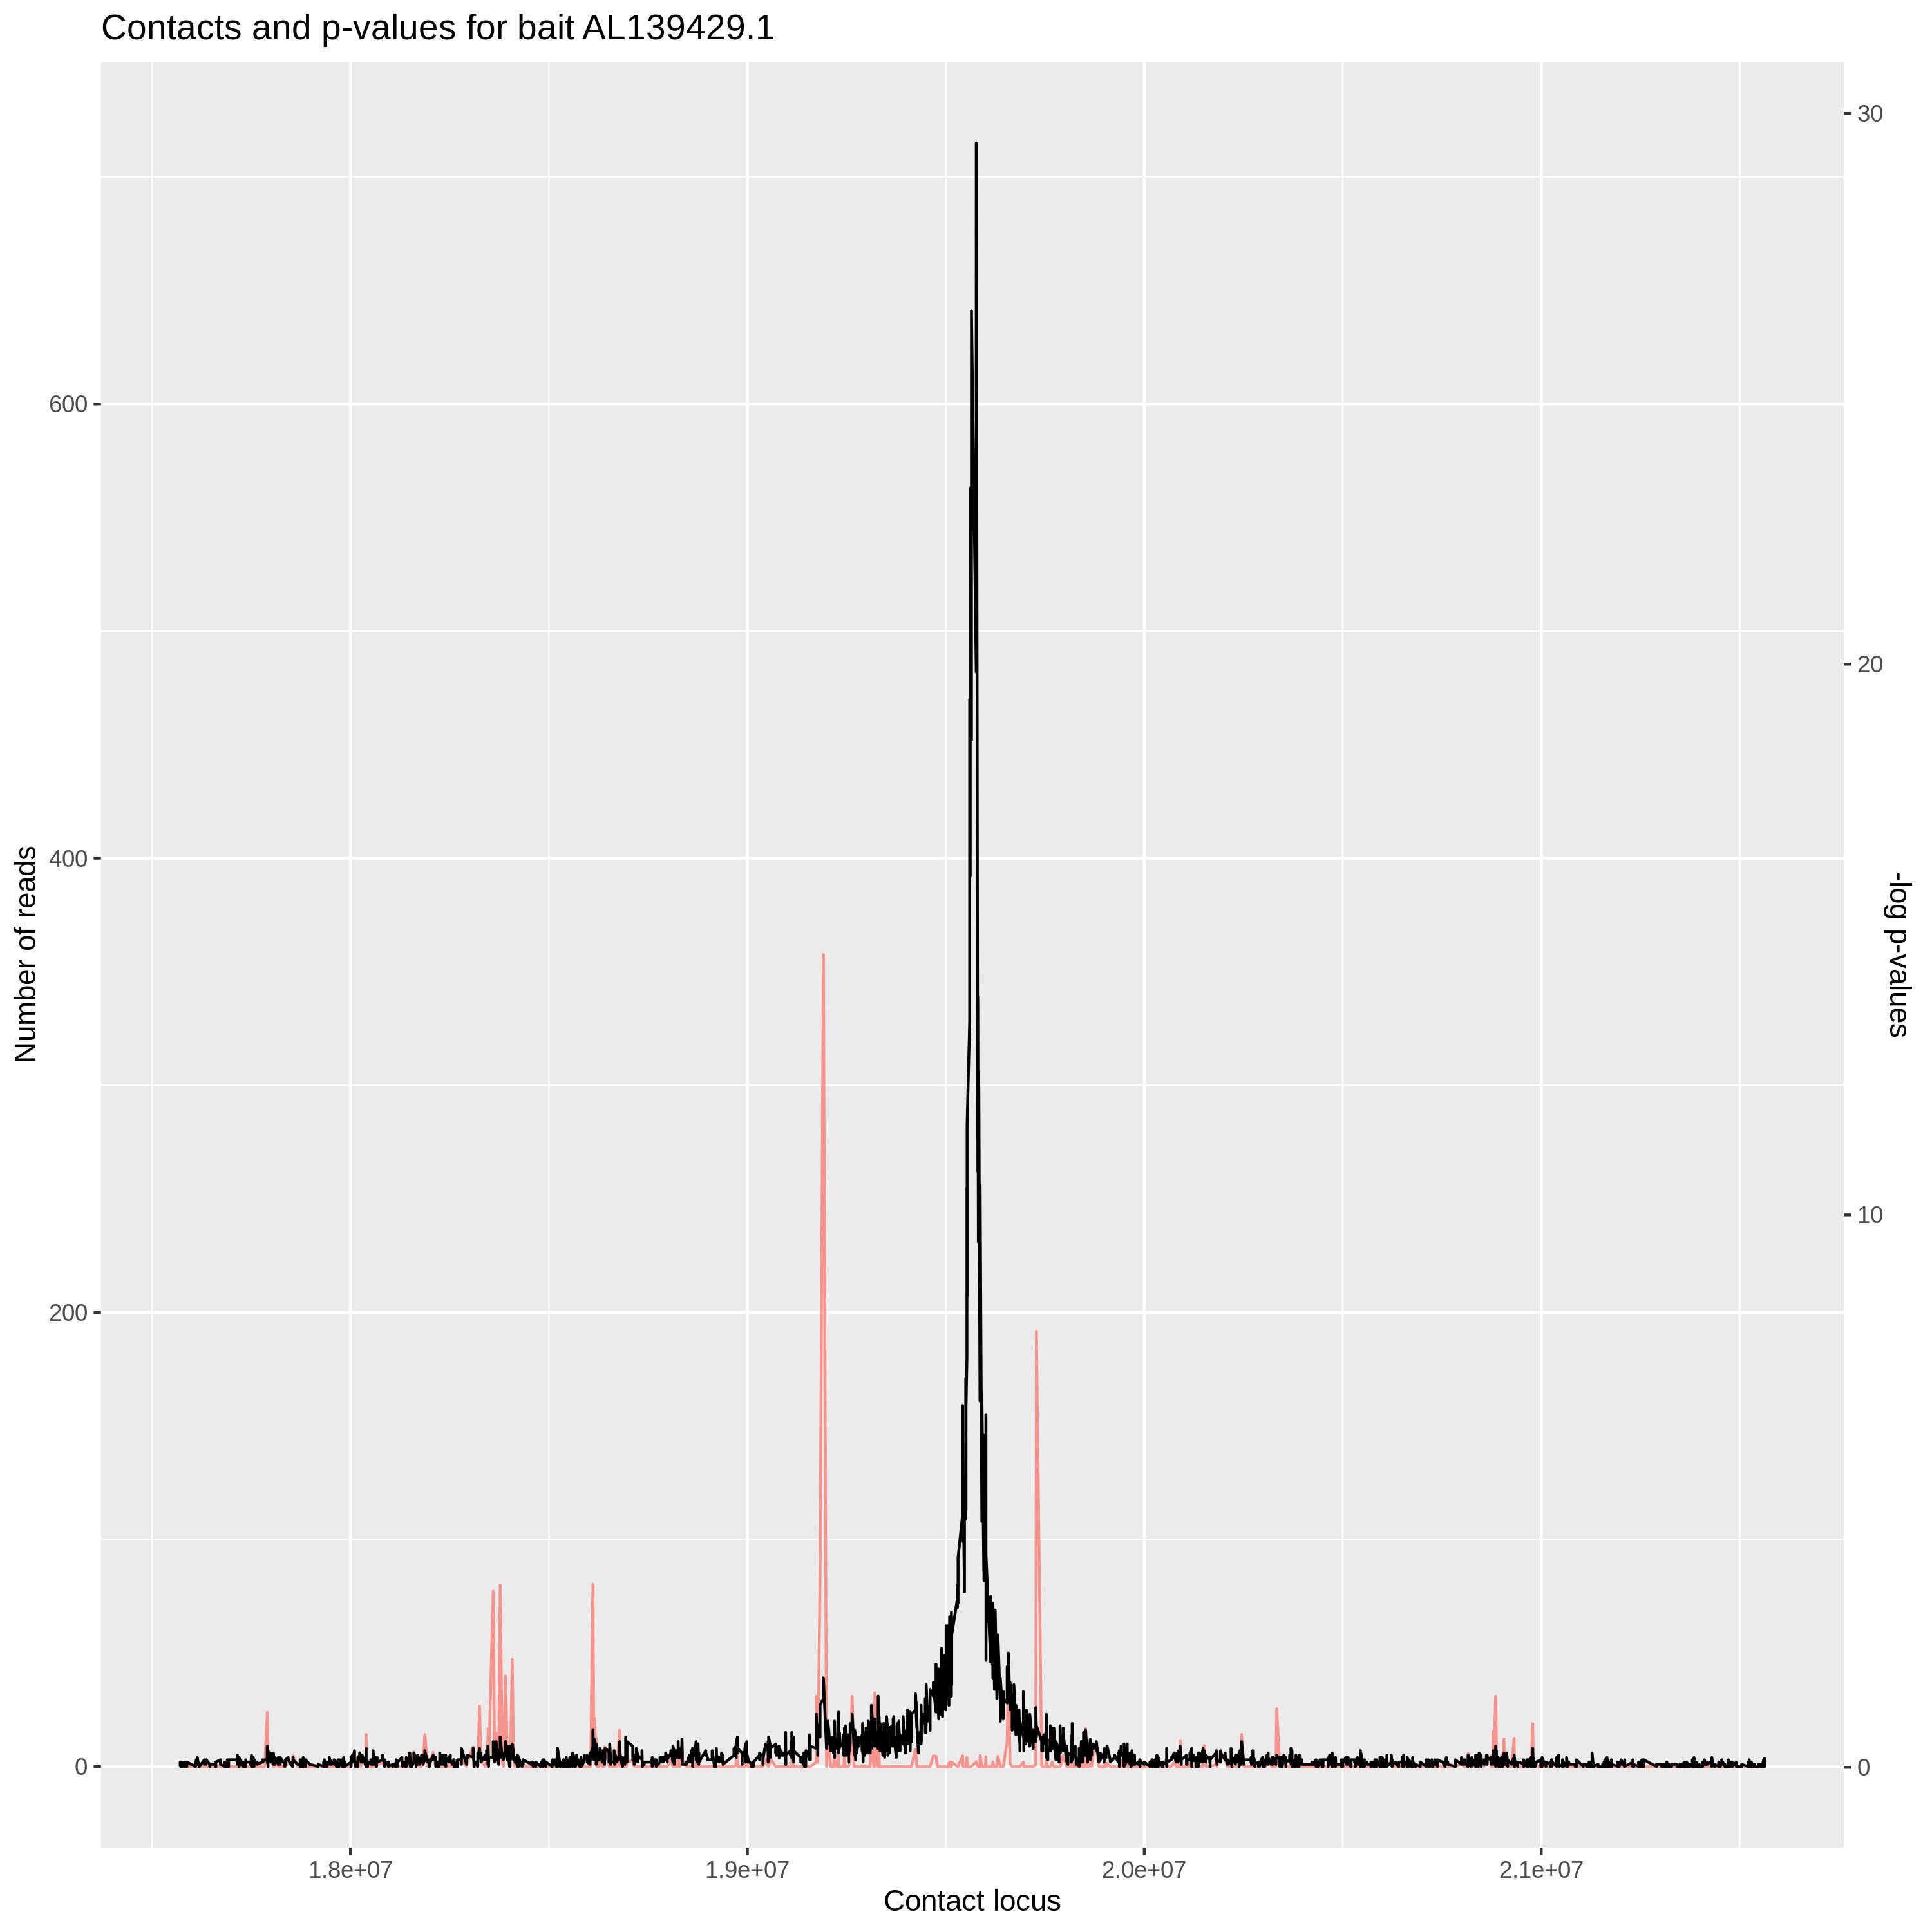 Contacts and p-values for bait AL139429.1
30
600
20
400
Number of reads
-log p-values
10
200
0
0
1.8e+07
1.9e+07
2.0e+07
2.1e+07
Contact locus